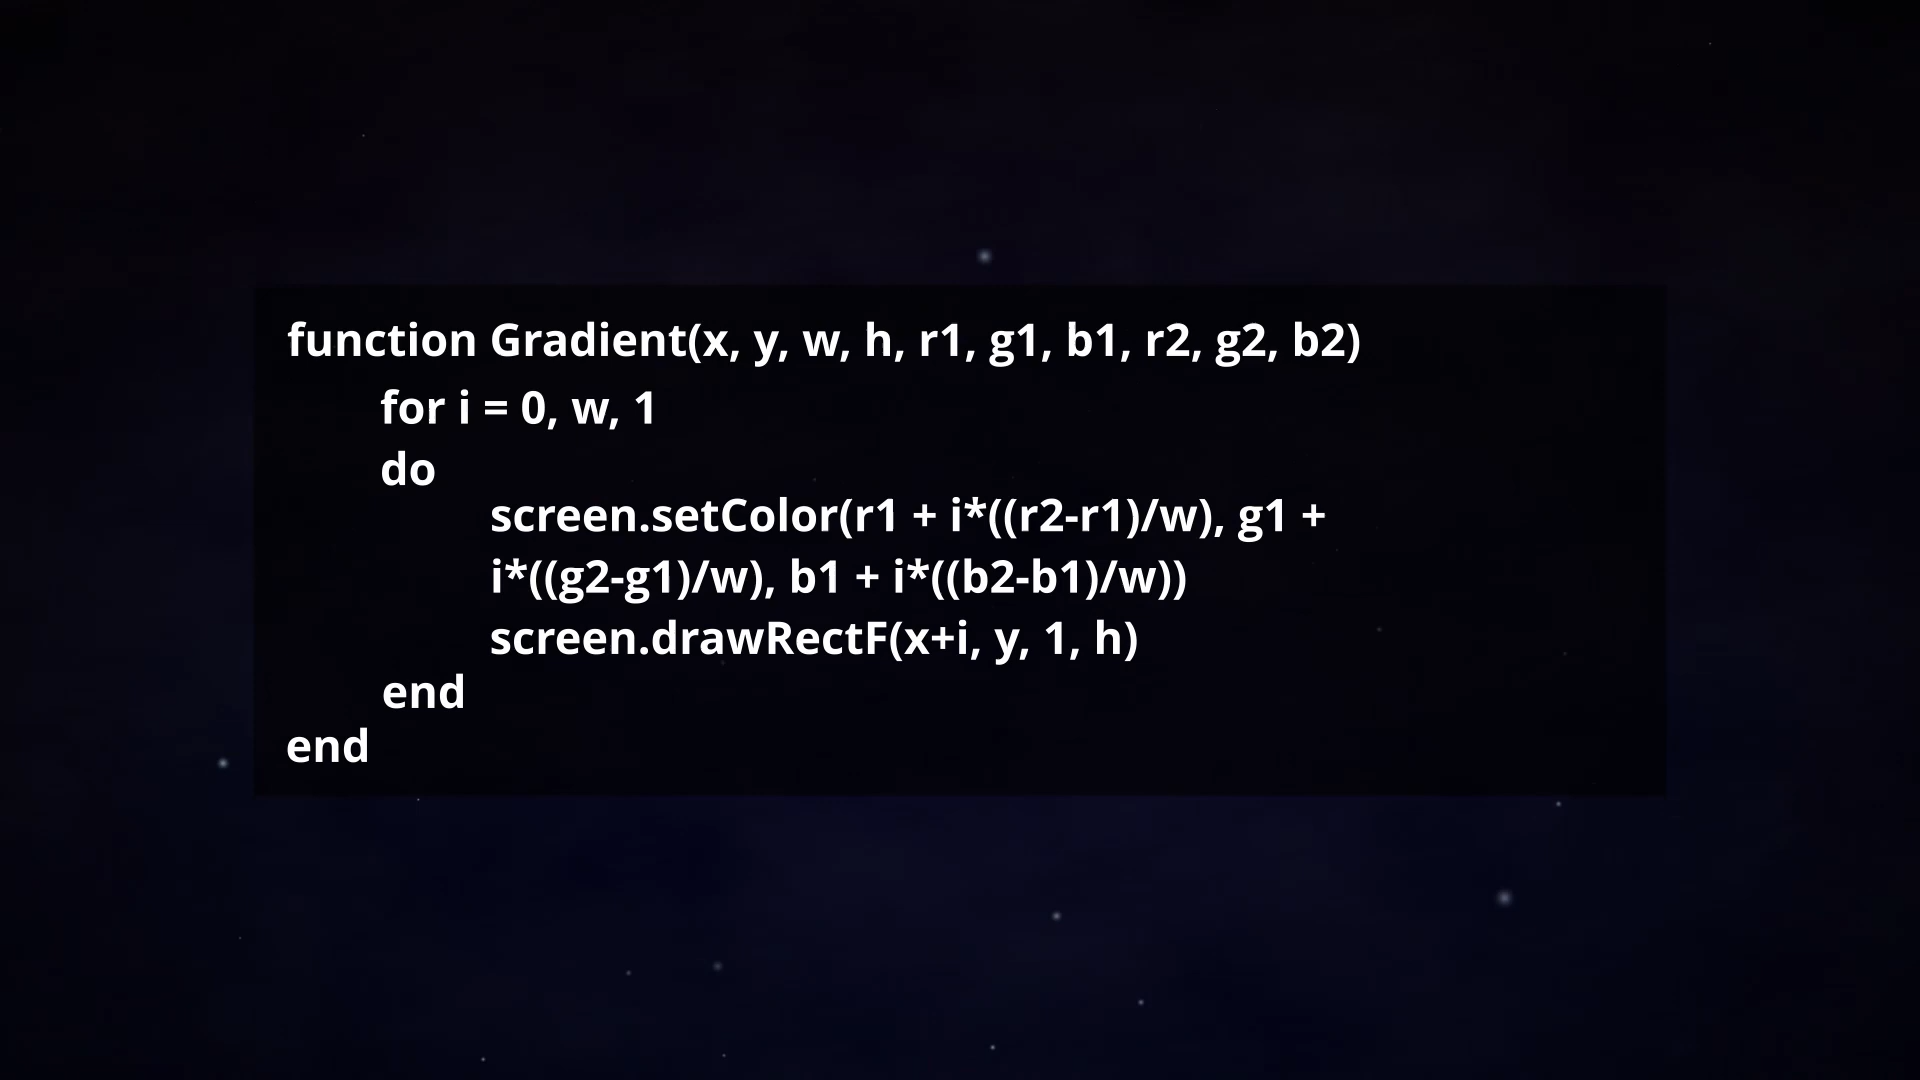 function Gradient(x, y, w, h, r1, g1, b1, r2, g2, b2)
for i = 0, w, 1
do
screen.setColor(r1 + i*((r2-r1)/w), g1 +
i*((g2-g1)/w), b1 + i*((b2-b1)/w))
screen.drawRectF(x+i, y, 1, h)
end
end